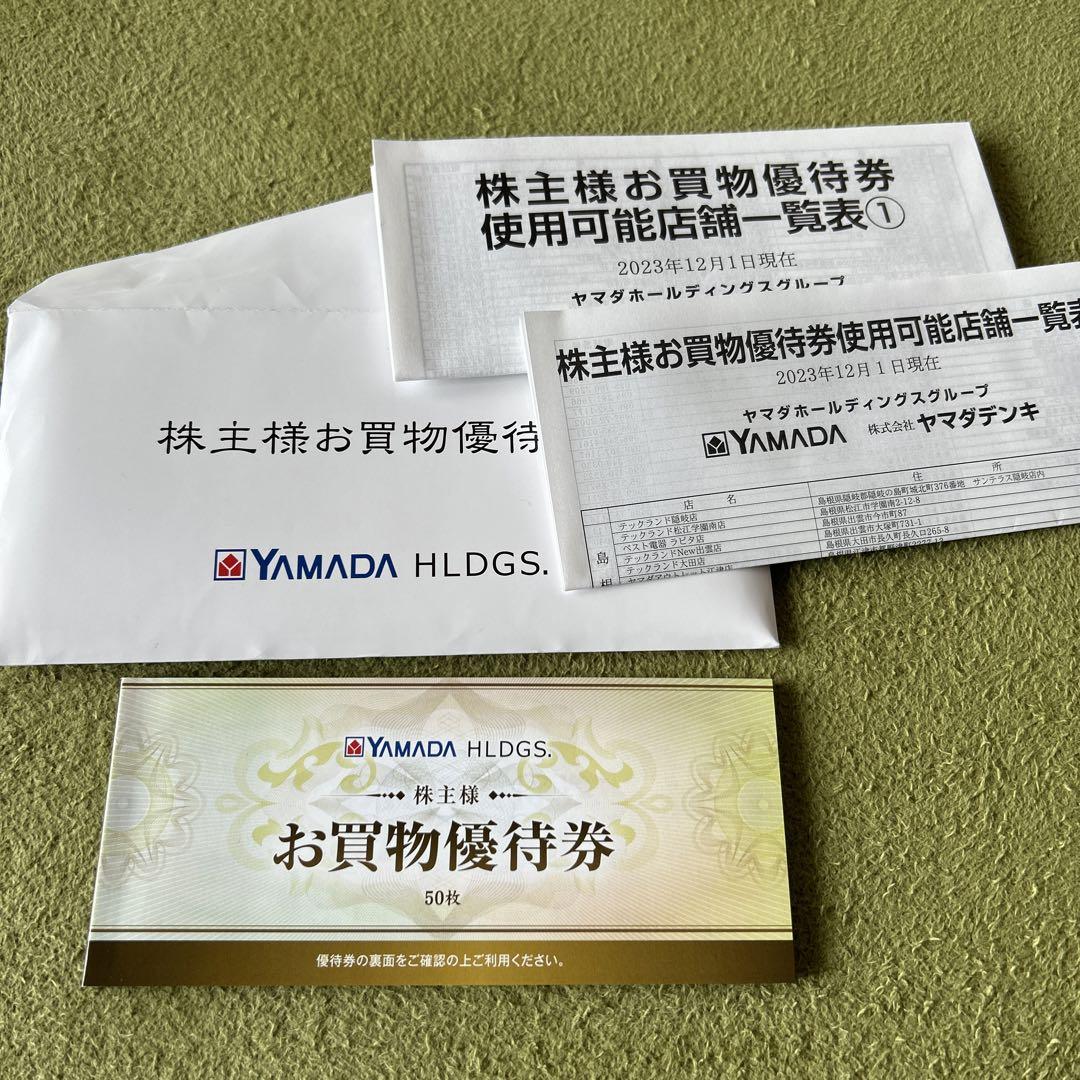 株主様お買物優待券
使用可能店舗一覧表①
2023年12月1日現在
ヤマダホールディングスグループ
株主様お買物優待券使用可能店舗一覧表
2023年12月1日現在
ヤマダホールディングスグループ
YAMADA 株式会社ヤマダデンキ
店名 住所
テックランド隠岐店 島根県隠岐郡隠岐の島町城北町376番地 サンテラス隠岐店内
テックランド松江学園南店 島根県松江市学園南2-12-8
ベスト電器 ラピタ店 島根県出雲市今市町87
テックランドNew出雲店 島根県出雲市大塚町731-1
テックランド大田店 島根県大田市長久町長久口265-8
島根
株主様お買物優待
YAMADA HLDGS.
YAMADA HLDGS.
株主様
お買物優待券
50枚
優待券の裏面をご確認の上ご利用ください。